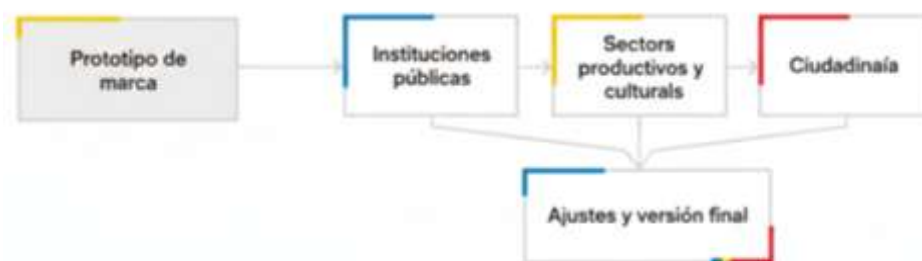 Prototipo de
marca
Instituciones
públicas
Sectors
productivos y
culturals
Ciudadinaía
Ajustes y versión final